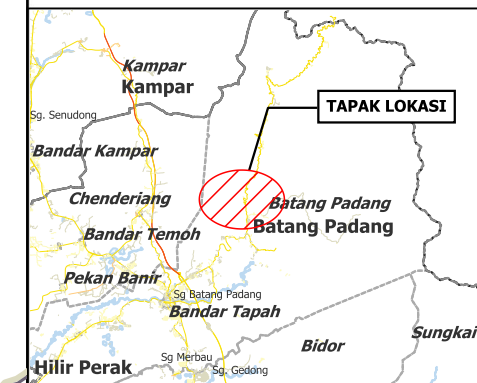 Kampar
Kampar
TAPAK LOKASI
Sg. Senudong
Bandar Kampar
Chenderiang
Batang Padang
Batang Padang
Bandar Temoh
Pekan Banir
Sg Batang Padang
Bandar Tapah
Bidor
Sungkai
Sg Merbau
Hilir Perak
Sg. Gedong